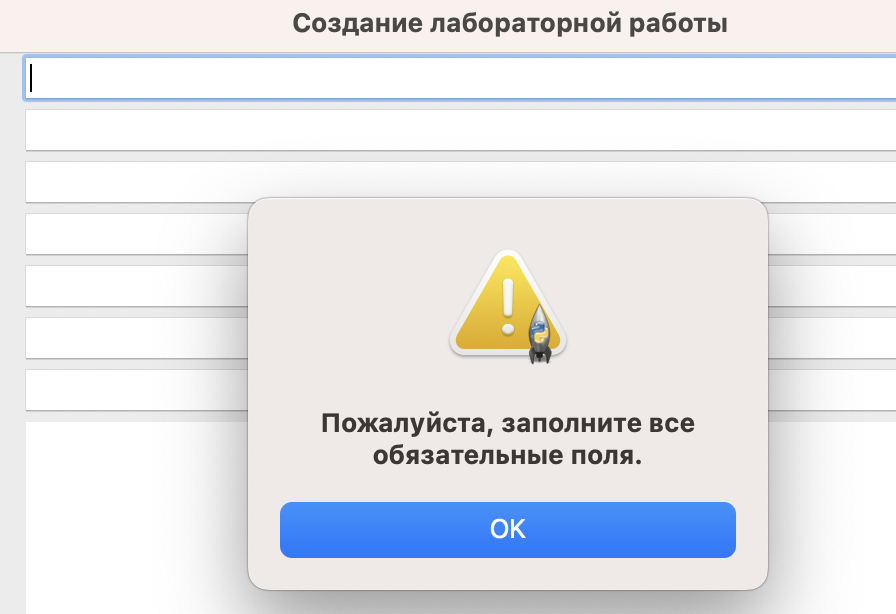 Создание лабораторной работы
Пожалуйста, заполните все
обязательные поля.
OK